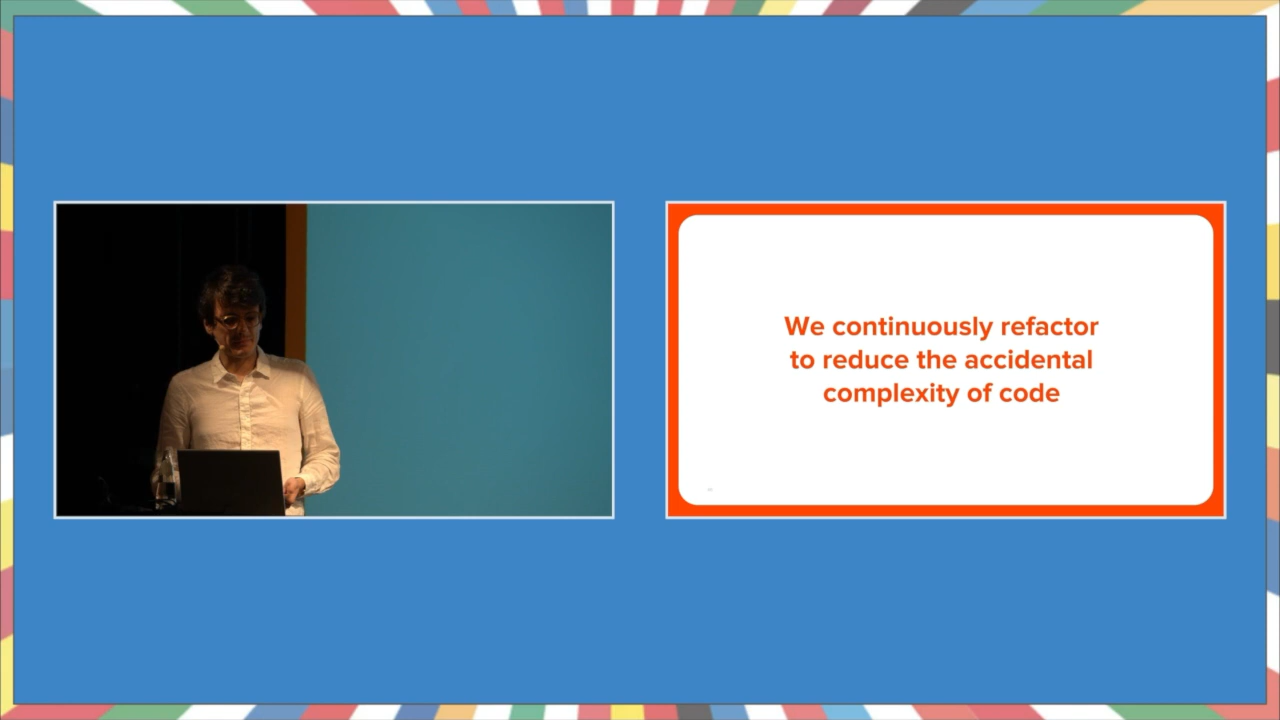 We continuously refactor
to reduce the accidental
complexity of code